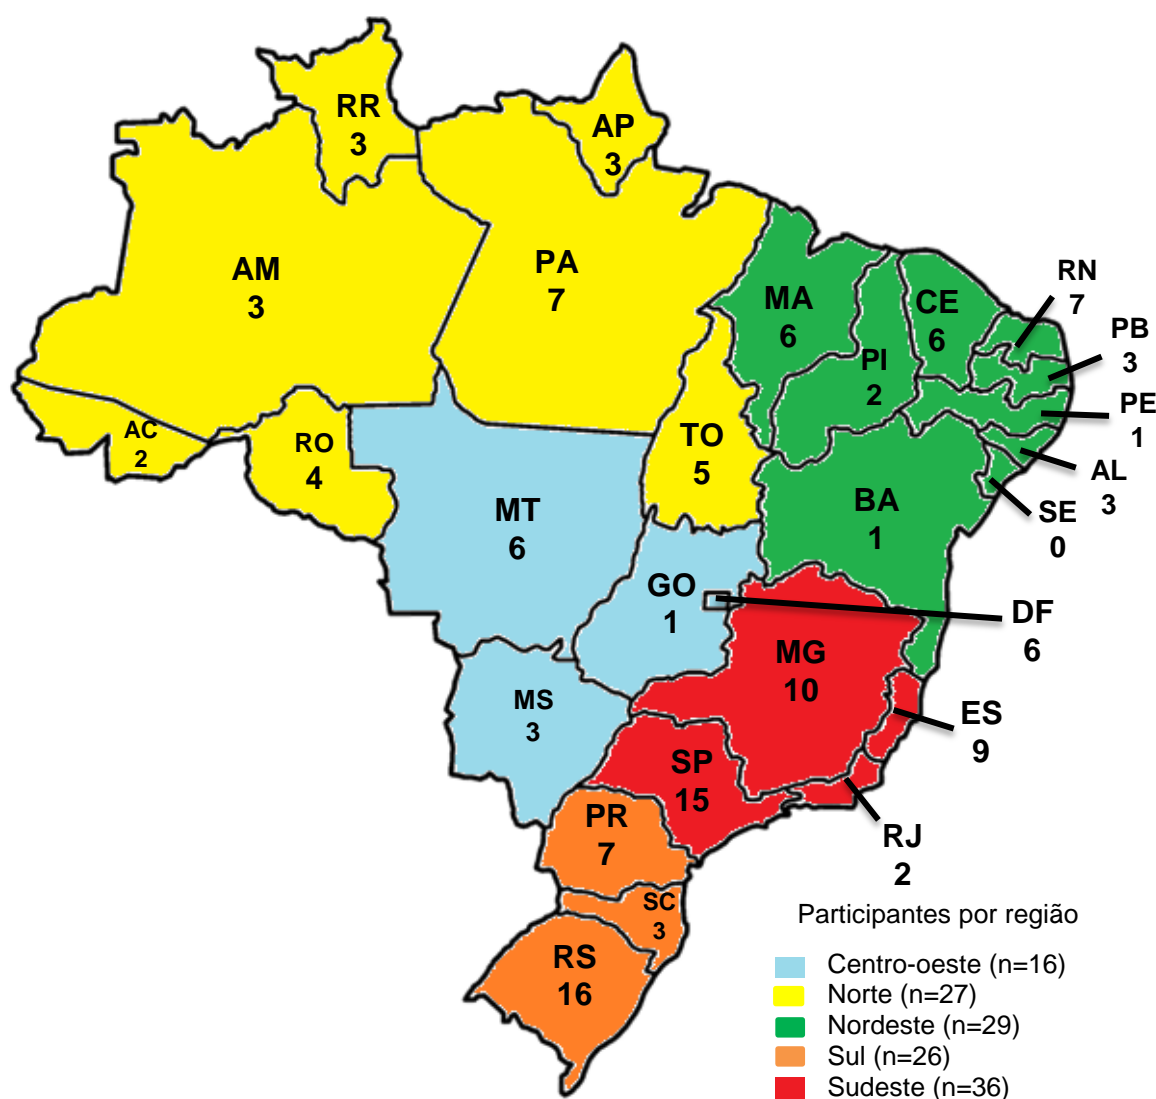 RR
3
AP
3
AM
3
PA
7
AC
2
RO
4
TO
5
MA
6
PI
2
CE
6
RN
7
PB
3
PE
1
AL
3
SE
0
BA
1
MT
6
GO
1
DF
6
MS
3
MG
10
ES
9
SP
15
RJ
2
PR
7
SC
3
RS
16
Participantes por região
Centro-oeste (n=16)
Norte (n=27)
Nordeste (n=29)
Sul (n=26)
Sudeste (n=36)